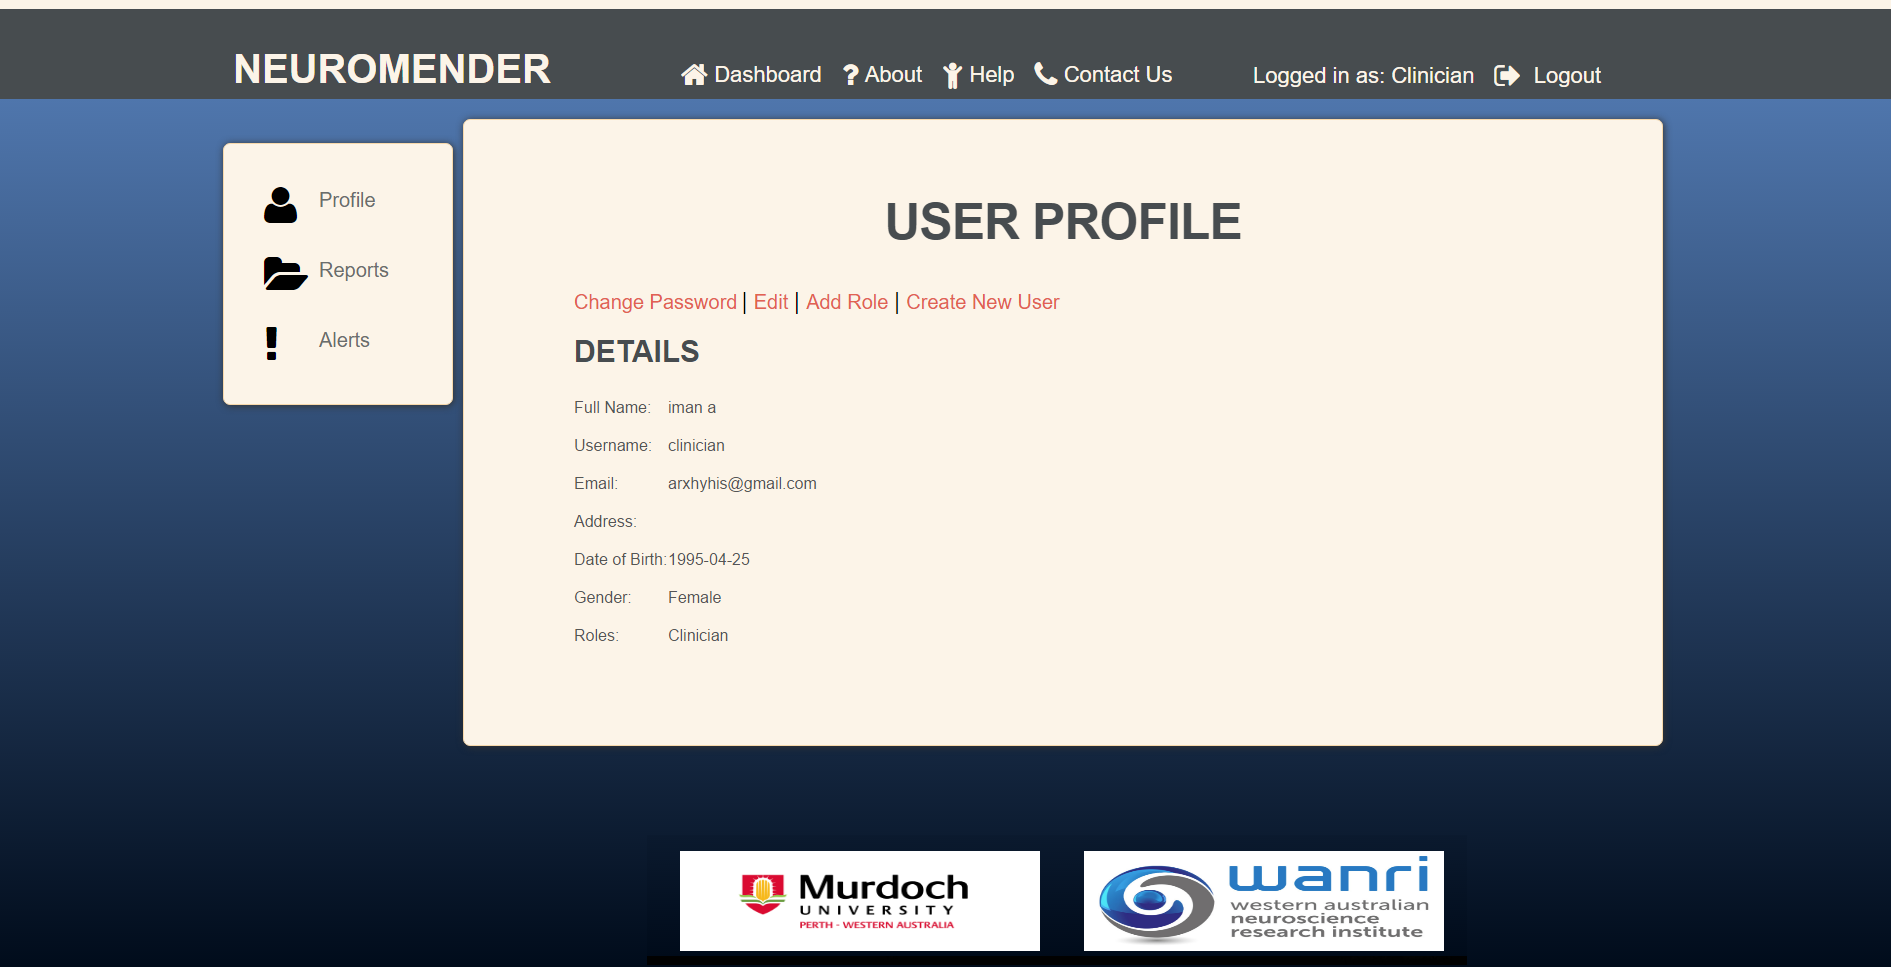 NEUROMENDER
Dashboard ? About Help Contact Us
Logged in as: Clinician Logout
Profile
Reports
! Alerts
USER PROFILE
Change Password | Edit | Add Role | Create New User
DETAILS
Full Name: iman a
Username: clinician
Email: arxhyhis@gmail.com
Address:
Date of Birth: 1995-04-25
Gender: Female
Roles: Clinician
Murdoch
UNIVERSITY
PERTH - WESTERN AUSTRALIA
wanri
western australian
neuroscience
research institute